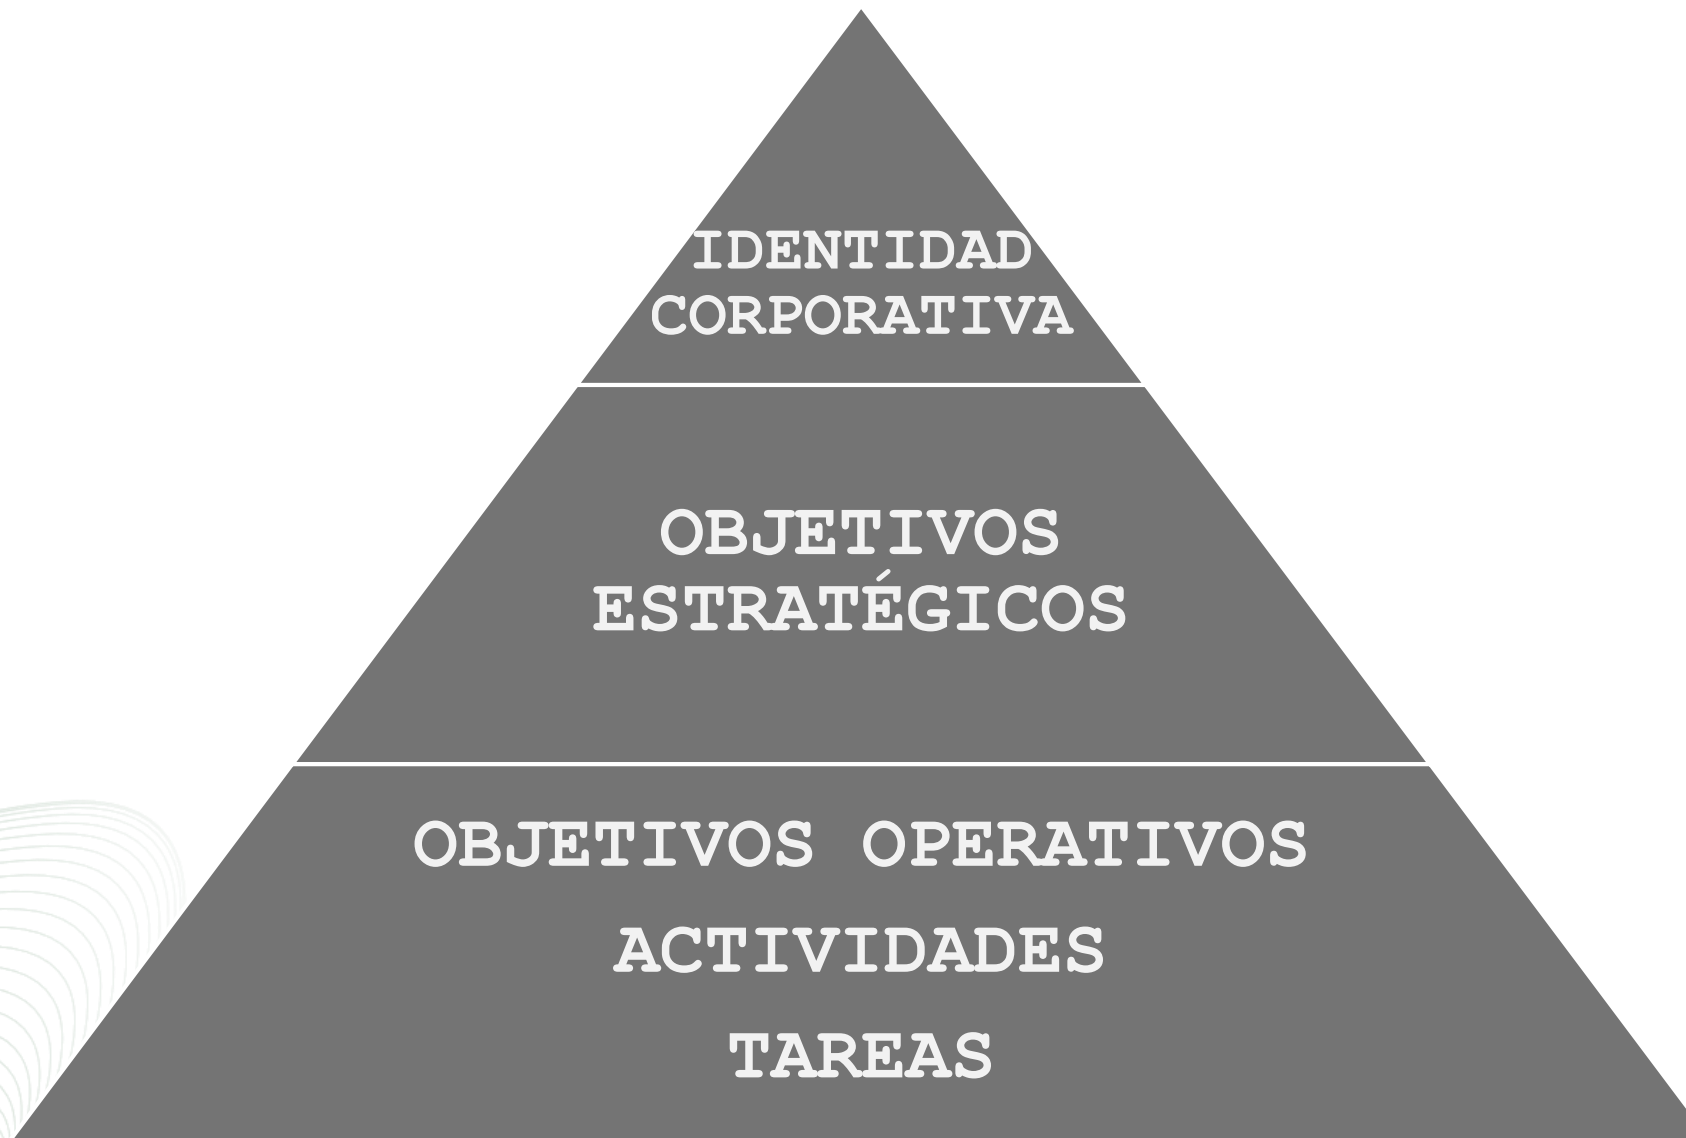 IDENTIDAD
CORPORATIVA
OBJETIVOS
ESTRATÉGICOS
OBJETIVOS OPERATIVOS
ACTIVIDADES
TAREAS